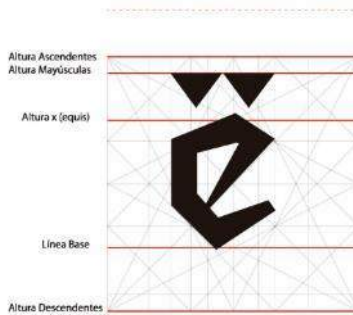 Altura Ascendentes
Altura Mayúsculas
Altura x (equis)
ë
Línea Base
Altura Descendentes